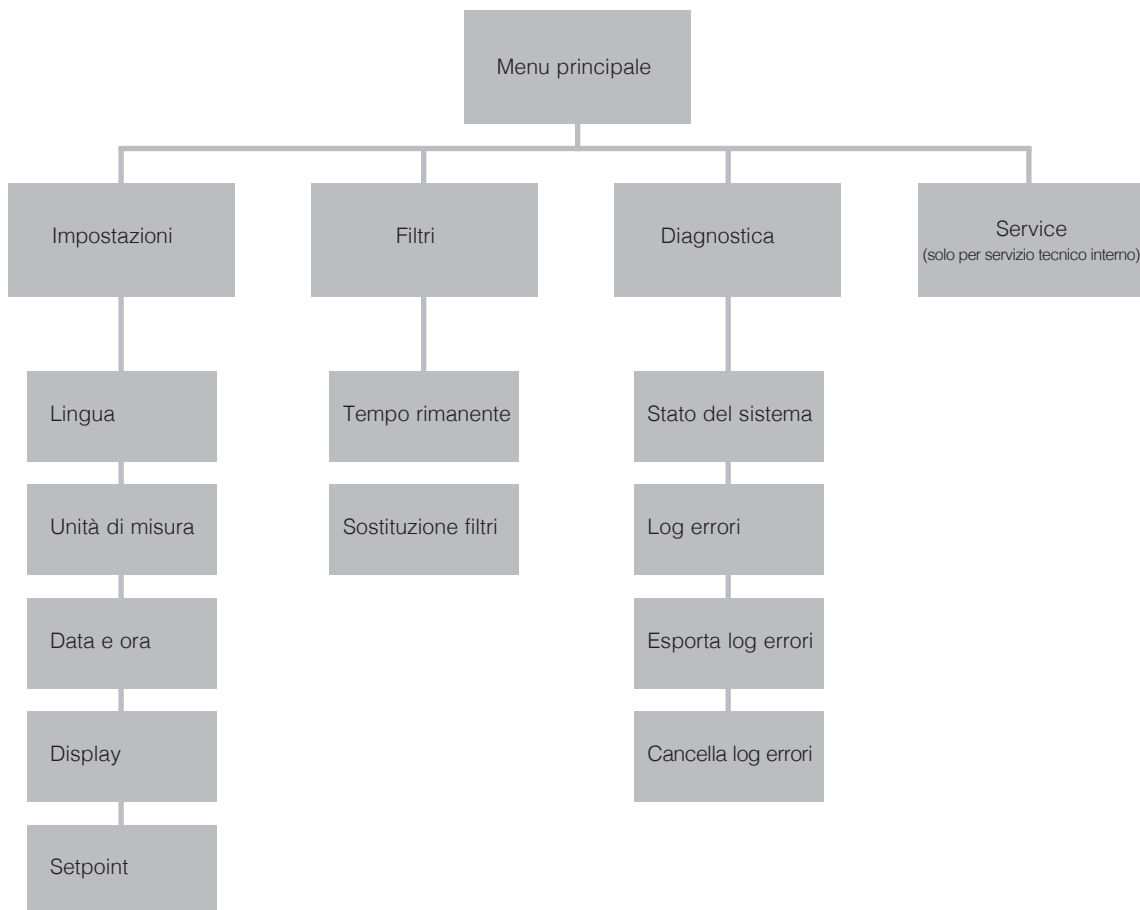 Menu principale
Impostazioni
Filtri
Diagnostica
Service
(solo per servizio tecnico interno)
Lingua
Tempo rimanente
Stato del sistema
Unità di misura
Sostituzione filtri
Log errori
Data e ora
Esporta log errori
Display
Cancella log errori
Setpoint